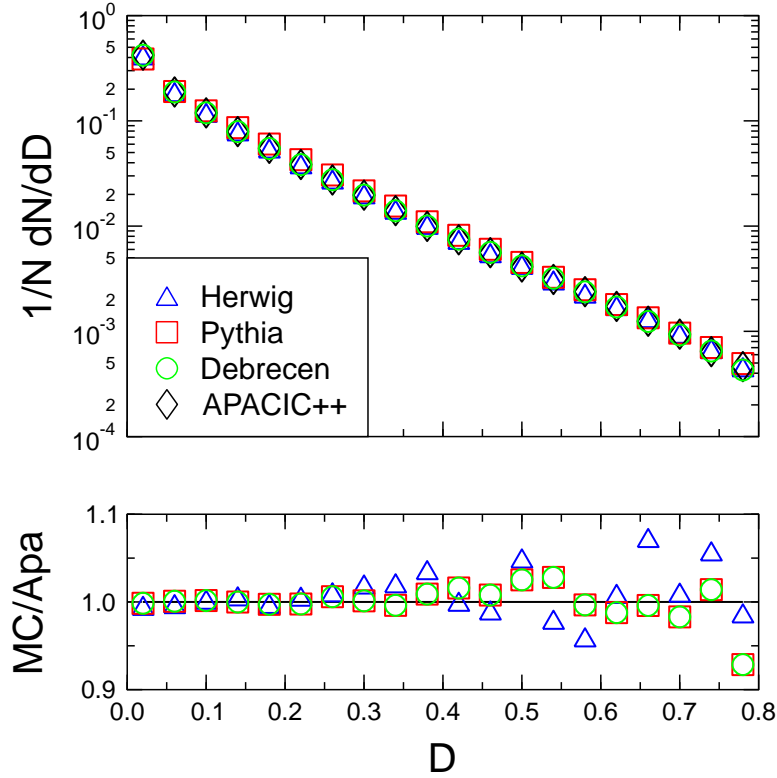 10^0
5
2
10^-1
5
2
10^-2
5
2
10^-3
5
2
10^-4
1/N dN/dD
Herwig
Pythia
Debrecen
APACIC++
1.1
1.0
0.9
MC/Apa
0.0 0.1 0.2 0.3 0.4 0.5 0.6 0.7 0.8
D